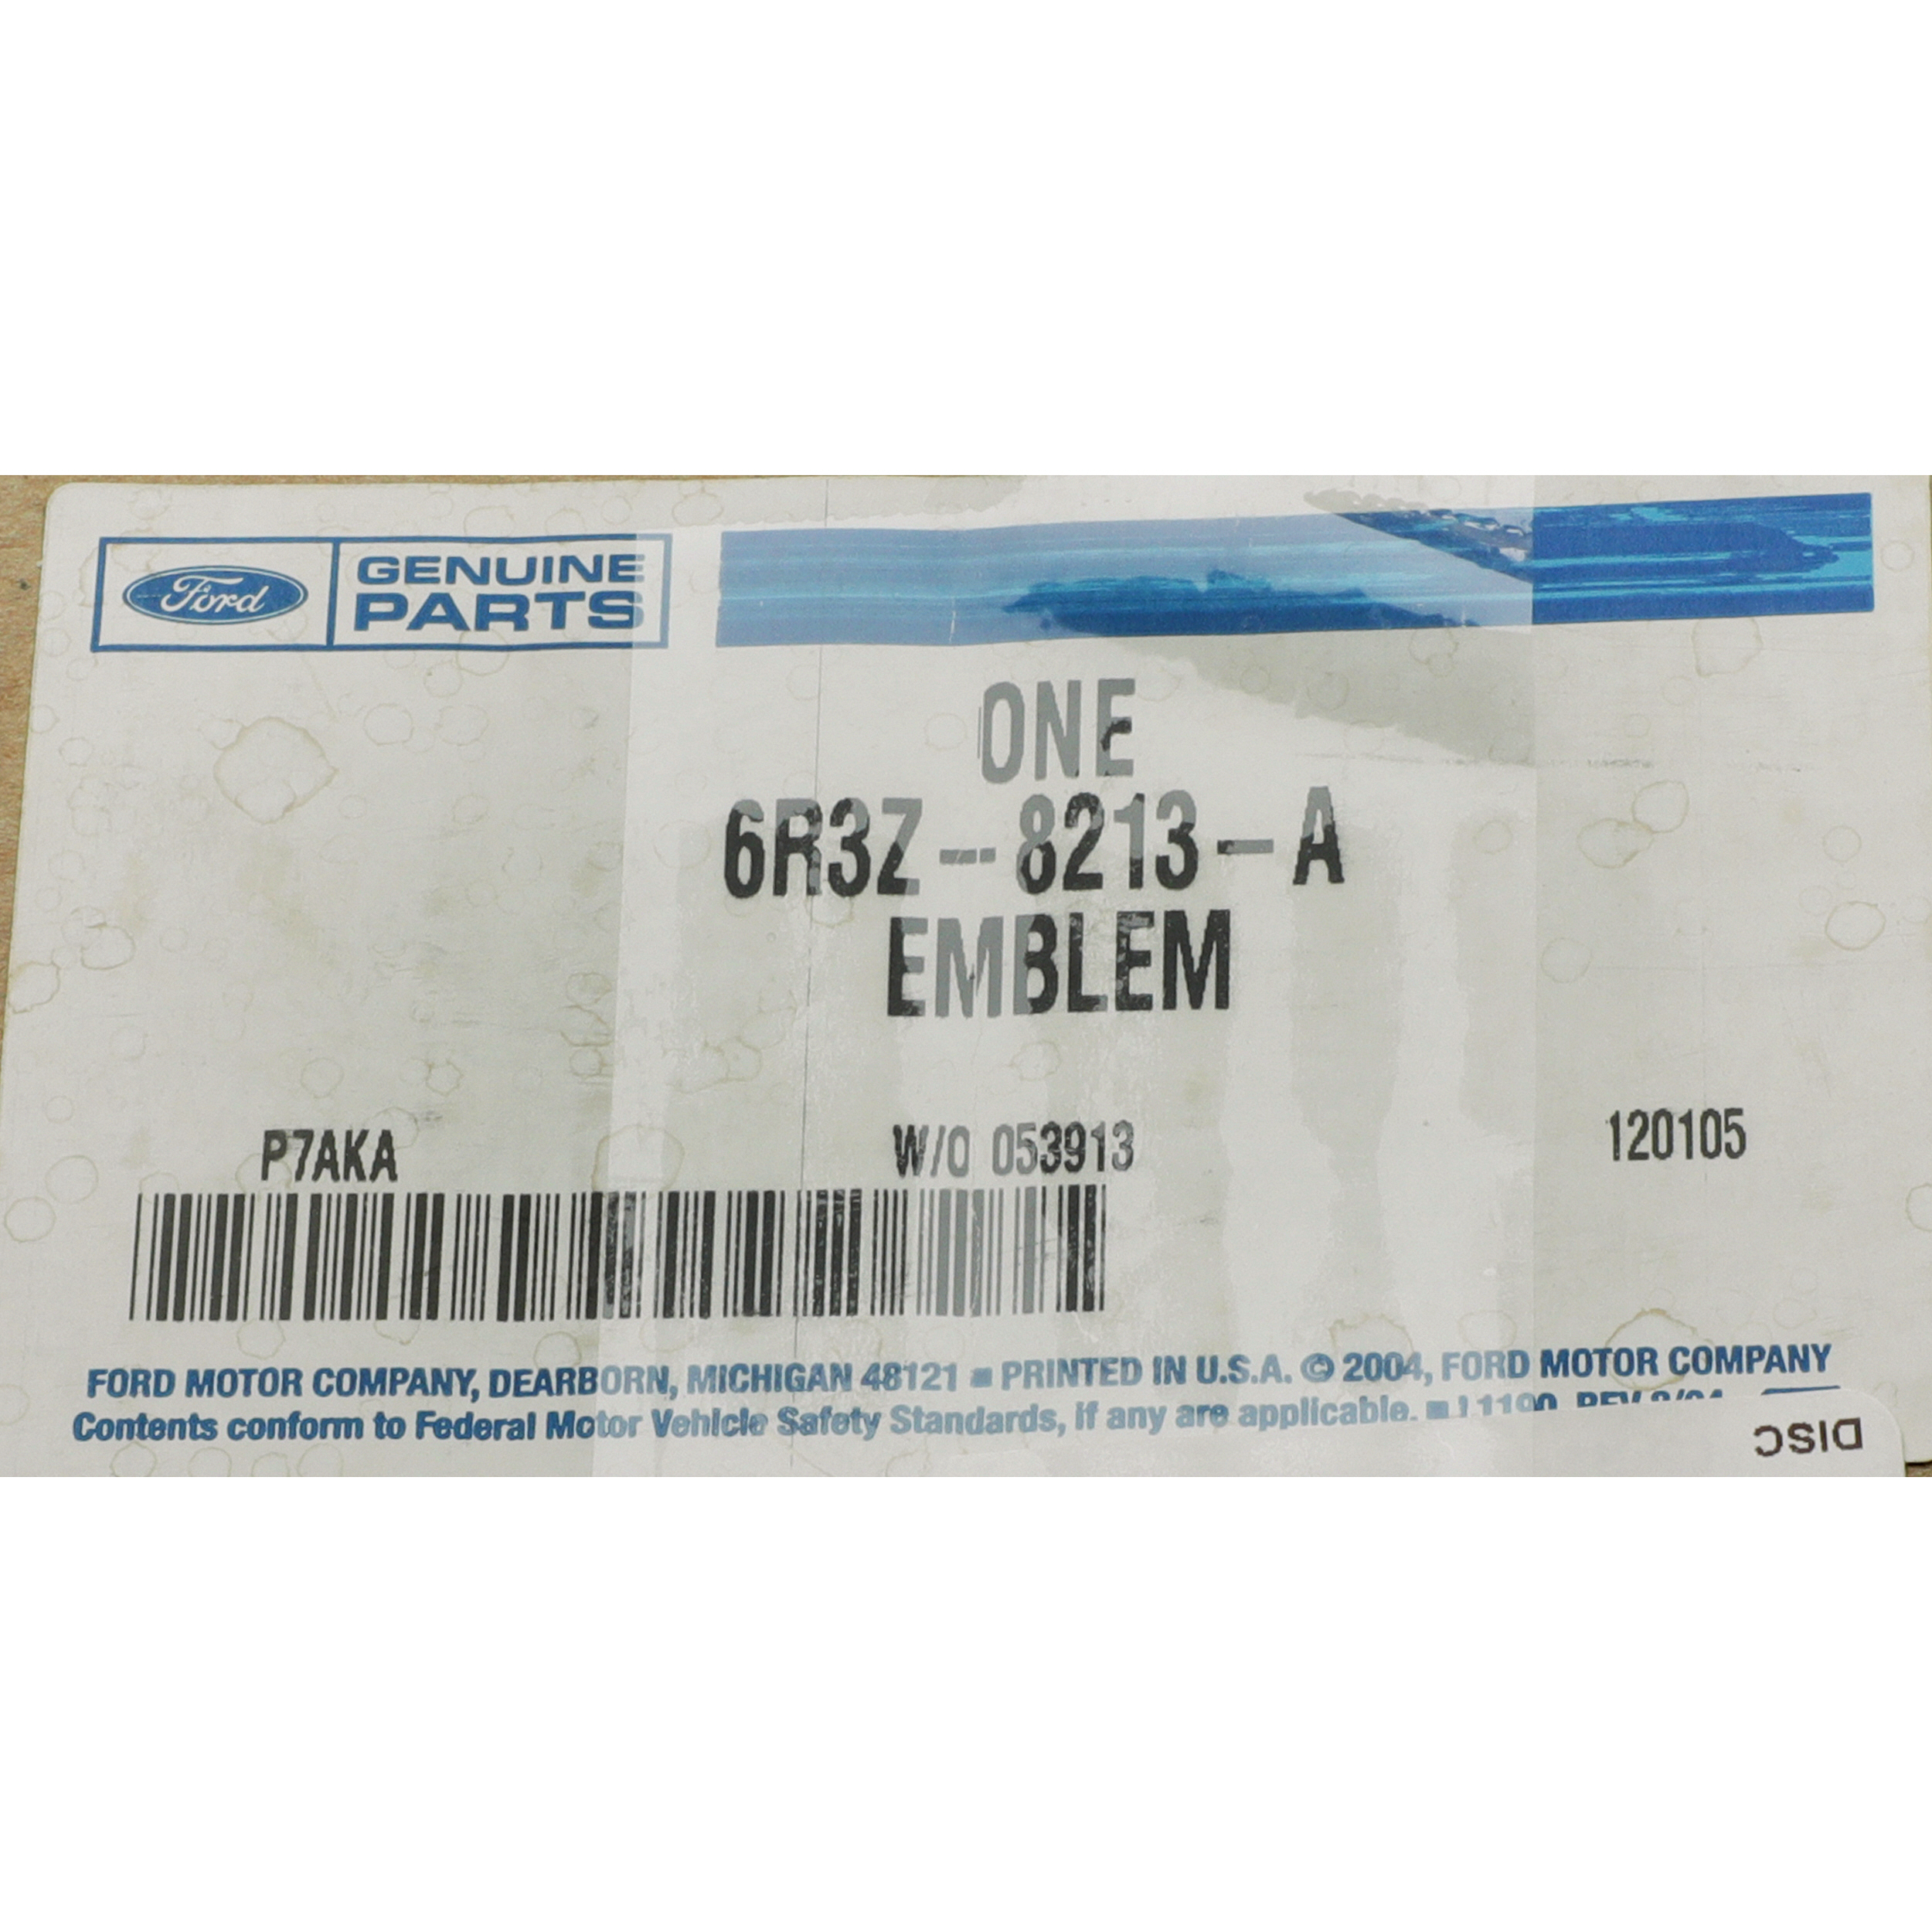 Ford GENUINE PARTS
ONE
6R3Z-8213-A
EMBLEM
P7AKA W/O 053913 120105
FORD MOTOR COMPANY, DEARBORN, MICHIGAN 48121 ■ PRINTED IN U.S.A. © 2004, FORD MOTOR COMPANY
Contents conform to Federal Motor Vehicle Safety Standards, if any are applicable. ■
DISC